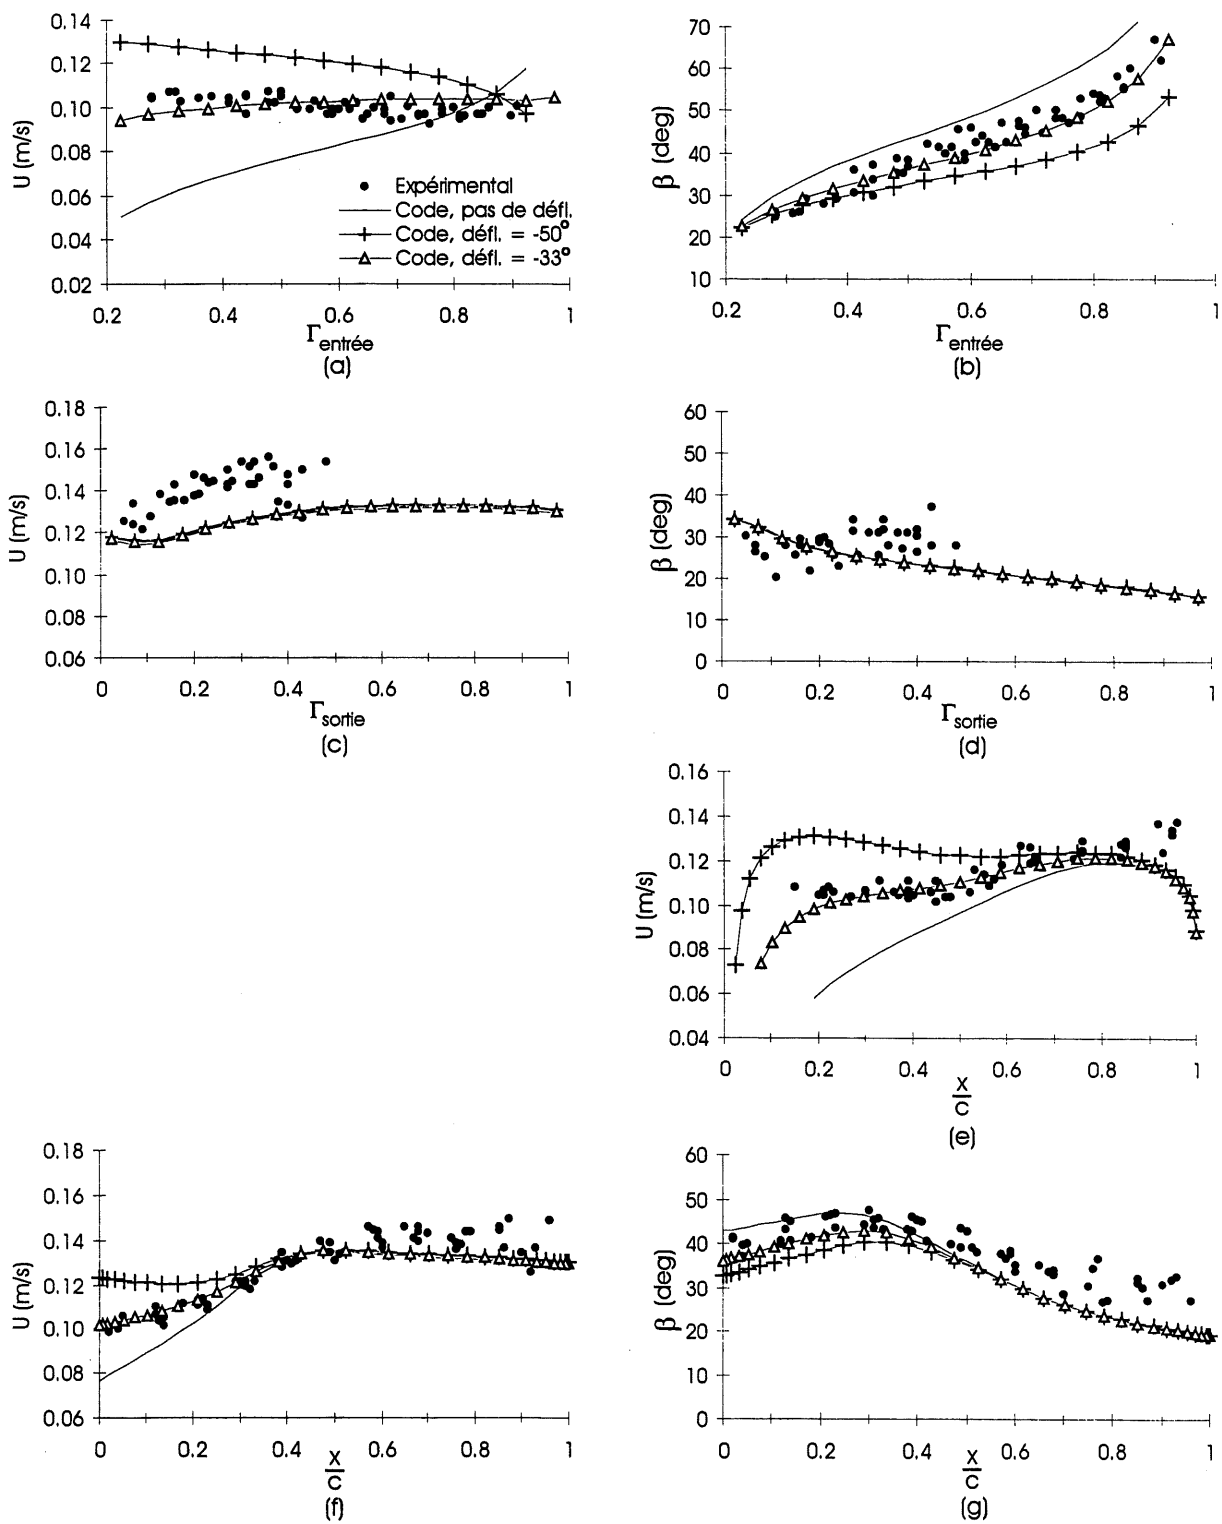 0.14
0.12
0.10
0.08
0.06
0.04
0.02
U (m/s)
Expérimental
Code, pas de défl.
Code, défl. = -50°
Code, défl. = -33°
0.2 0.4 0.6 0.8 1
Γentrée
(a)
70
60
50
40
30
20
10
β (deg)
0.2 0.4 0.6 0.8 1
Γentrée
(b)
0.18
0.16
0.14
0.12
0.10
0.08
0.06
U (m/s)
0 0.2 0.4 0.6 0.8 1
Γsortie
(c)
60
50
40
30
20
10
0
β (deg)
0 0.2 0.4 0.6 0.8 1
Γsortie
(d)
0.16
0.14
0.12
0.10
0.08
0.06
0.04
U (m/s)
0 0.2 0.4 0.6 0.8 1
x
c
(e)
0.18
0.16
0.14
0.12
0.10
0.08
0.06
U (m/s)
0 0.2 0.4 0.6 0.8 1
x
c
(f)
60
50
40
30
20
10
0
β (deg)
0 0.2 0.4 0.6 0.8 1
x
c
(g)